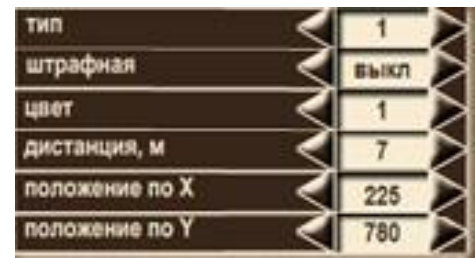 тип 1
штрафная выкл
цвет 1
дистанция, м 7
положение по X 225
положение по Y 780